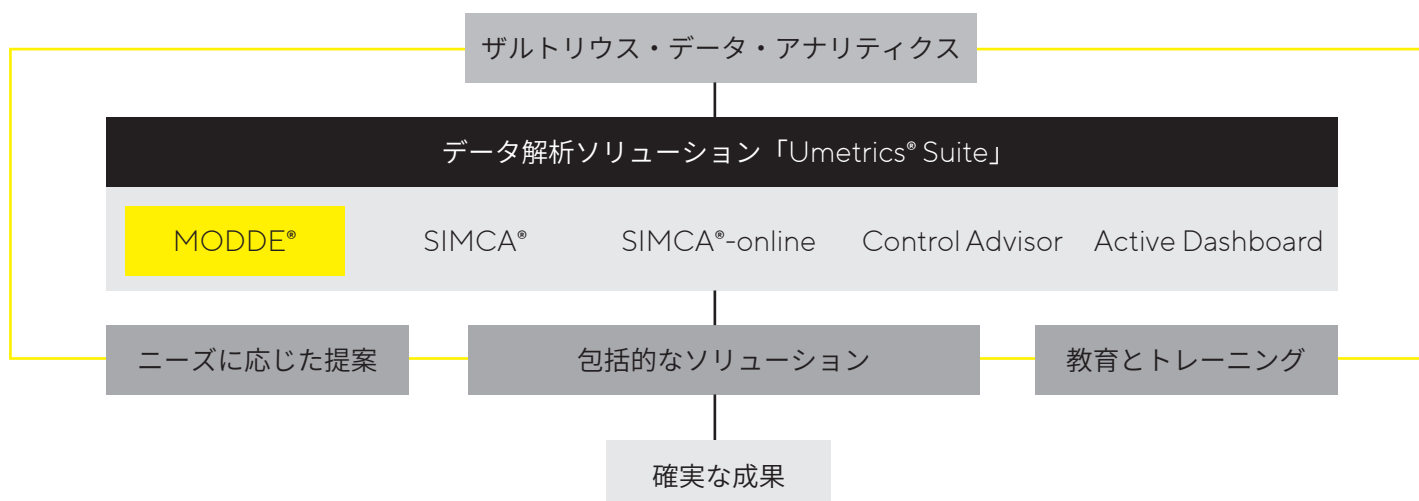 ザルトリウス・データ・アナリティクス
データ解析ソリューション「Umetrics® Suite」
MODDE® SIMCA® SIMCA®-online Control Advisor Active Dashboard
ニーズに応じた提案 包括的なソリューション 教育とトレーニング
確実な成果